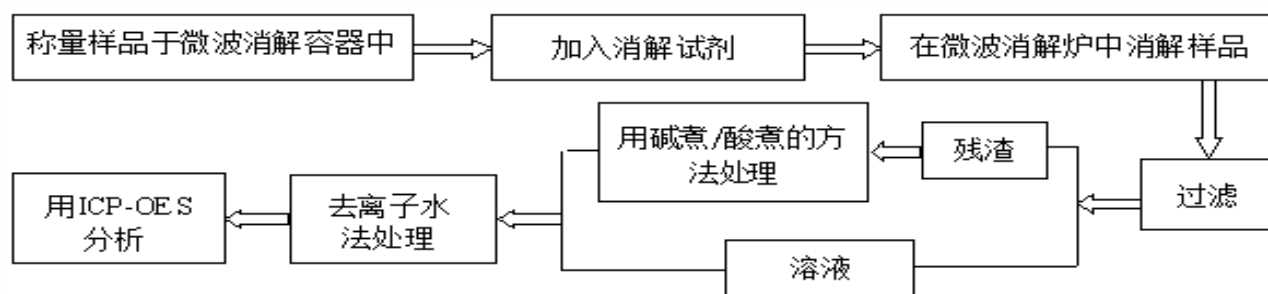 称量样品于微波消解容器中
加入消解试剂
在微波消解炉中消解样品
过滤
残渣
用碱煮/酸煮的方
法处理
溶液
去离子水
法处理
用ICP-OES
分析